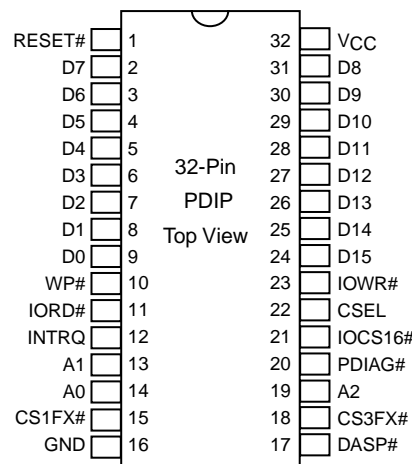 RESET# 1 32 VCC
D7 2 31 D8
D6 3 30 D9
D5 4 29 D10
D4 5 28 D11
D3 6 32-Pin 27 D12
D2 7 PDIP 26 D13
D1 8 Top View 25 D14
D0 9 24 D15
WP# 10 23 IOWR#
IORD# 11 22 CSEL
INTRQ 12 21 IOCS16#
A1 13 20 PDIAG#
A0 14 19 A2
CS1FX# 15 18 CS3FX#
GND 16 17 DASP#